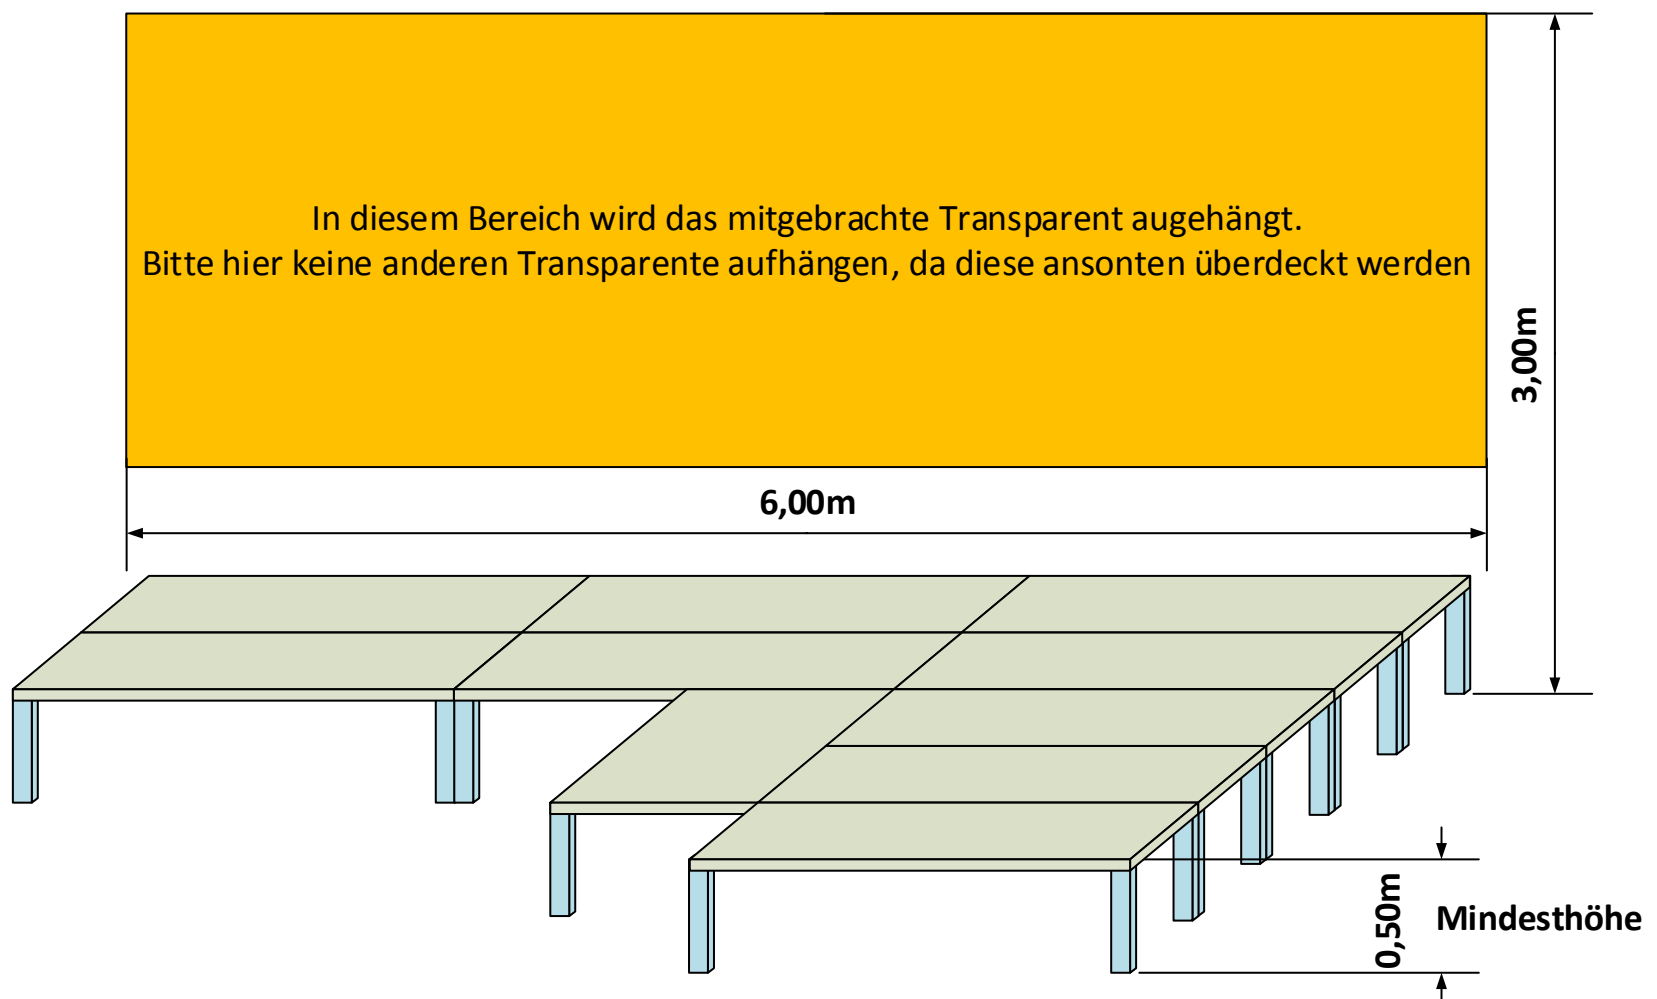 In diesem Bereich wird das mitgebrachte Transparent augehängt.
Bitte hier keine anderen Transparente aufhängen, da diese ansonten überdeckt werden
3,00m
6,00m
0,50m
Mindesthöhe